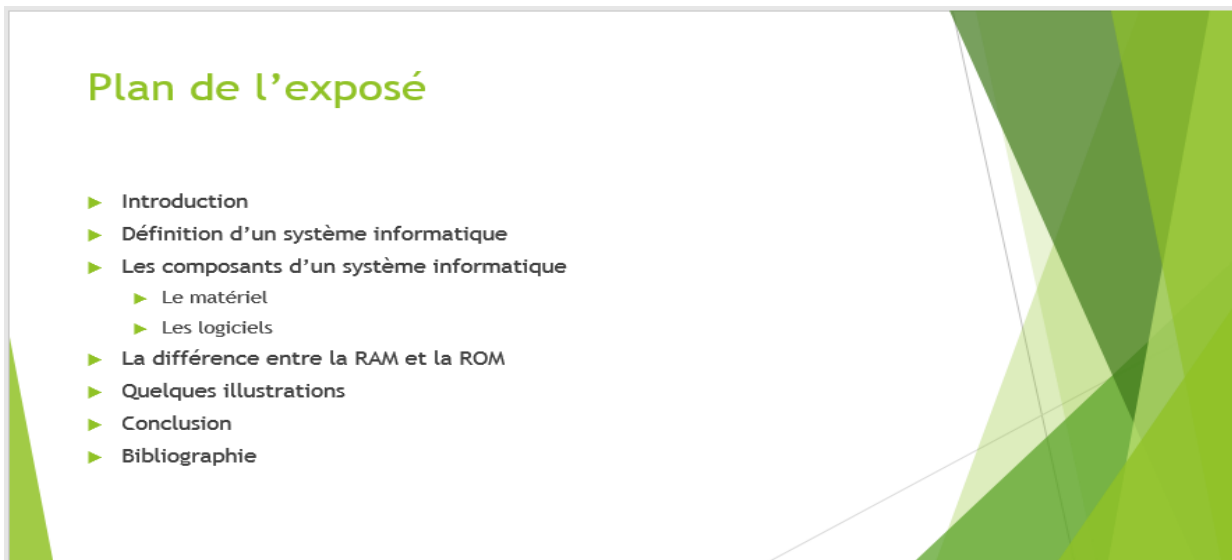 Plan de l’exposé
Introduction
Définition d’un système informatique
Les composants d’un système informatique
Le matériel
Les logiciels
La différence entre la RAM et la ROM
Quelques illustrations
Conclusion
Bibliographie